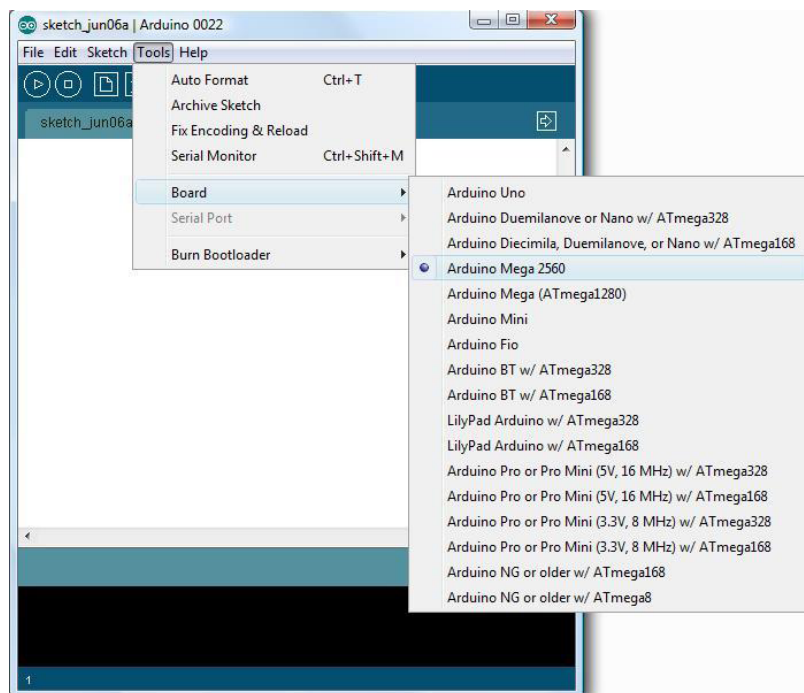 sketch_jun06a | Arduino 0022
File Edit Sketch Tools Help
sketch_jun06a
Auto Format Ctrl+T
Archive Sketch
Fix Encoding & Reload
Serial Monitor Ctrl+Shift+M
Board
Serial Port
Burn Bootloader
Arduino Uno
Arduino Duemilanove or Nano w/ ATmega328
Arduino Diecimila, Duemilanove, or Nano w/ ATmega168
Arduino Mega 2560
Arduino Mega (ATmega1280)
Arduino Mini
Arduino Fio
Arduino BT w/ ATmega328
Arduino BT w/ ATmega168
LilyPad Arduino w/ ATmega328
LilyPad Arduino w/ ATmega168
Arduino Pro or Pro Mini (5V, 16 MHz) w/ ATmega328
Arduino Pro or Pro Mini (5V, 16 MHz) w/ ATmega168
Arduino Pro or Pro Mini (3.3V, 8 MHz) w/ ATmega328
Arduino Pro or Pro Mini (3.3V, 8 MHz) w/ ATmega168
Arduino NG or older w/ ATmega168
Arduino NG or older w/ ATmega8
1